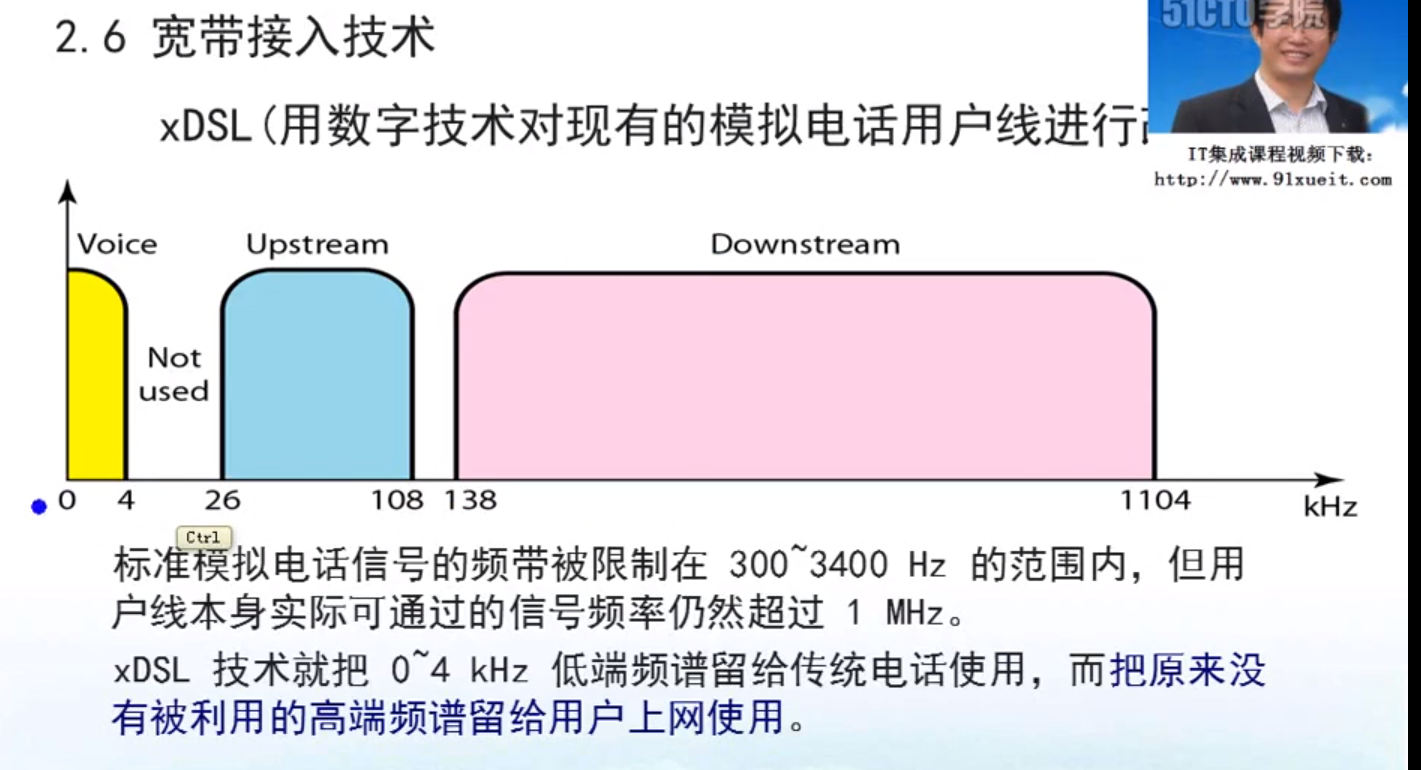 2.6 宽带接入技术
51CTO学院
xDSL(用数字技术对现有的模拟电话用户线进行
IT集成课程视频下载:
http://www.91xueit.com
Voice
Upstream
Downstream
Not
used
0 4 26 108 138 1104 kHz
Ctrl
标准模拟电话信号的频带被限制在 300~3400 Hz 的范围内，但用
户线本身实际可通过的信号频率仍然超过 1 MHz。
xDSL 技术就把 0~4 kHz 低端频谱留给传统电话使用，而把原来没
有被利用的高端频谱留给用户上网使用。